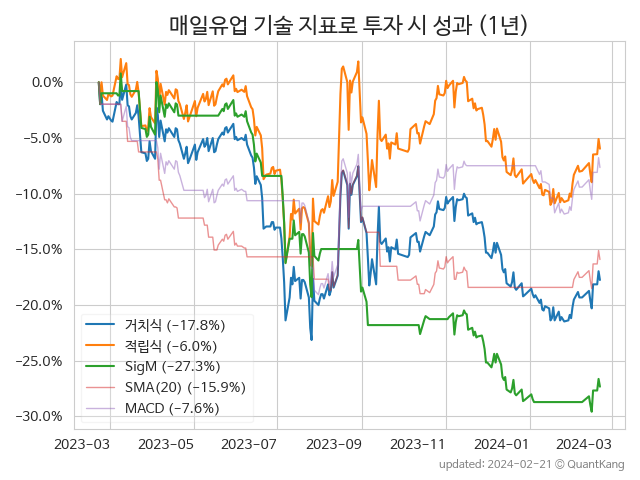 매일유업 기술 지표로 투자 시 성과 (1년)
0.0%
−5.0%
−10.0%
−15.0%
−20.0%
−25.0%
−30.0%
거치식 (−17.8%)
적립식 (−6.0%)
SigM (−27.3%)
SMA(20) (−15.9%)
MACD (−7.6%)
2023-03 2023-05 2023-07 2023-09 2023-11 2024-01 2024-03
updated: 2024-02-21 © QuantKang